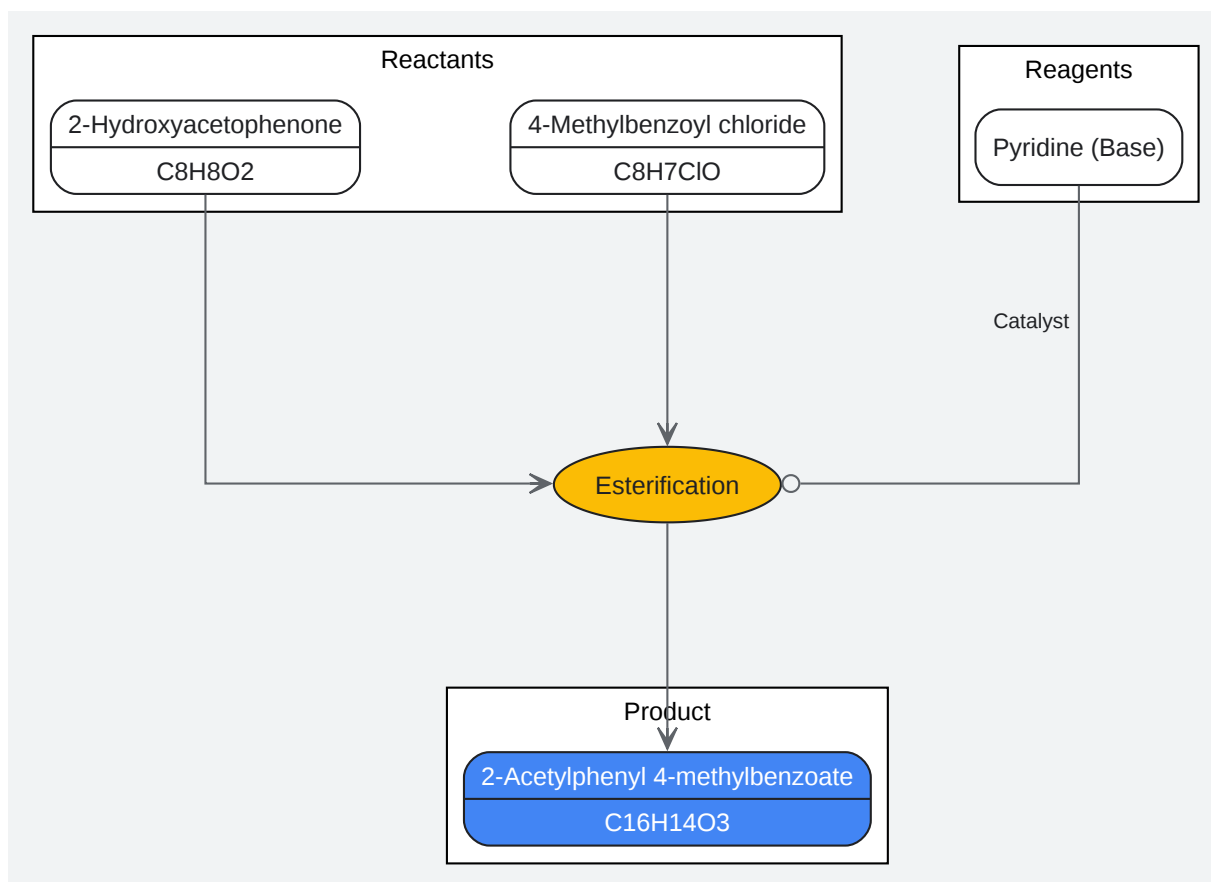 Reactants
2-Hydroxyacetophenone
C8H8O2
4-Methylbenzoyl chloride
C8H7ClO
Reagents
Pyridine (Base)
Catalyst
Esterification
Product
2-Acetylphenyl 4-methylbenzoate
C16H14O3